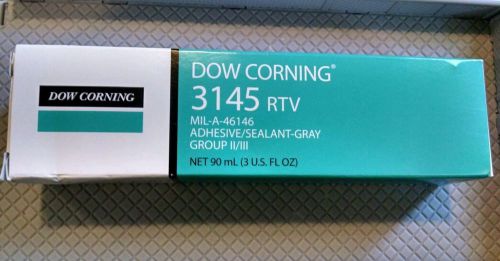 DOW CORNING
DOW CORNING®
3145 RTV
MIL-A-46146
ADHESIVE/SEALANT-GRAY
GROUP II/III
NET 90 mL (3 U.S. FL OZ)